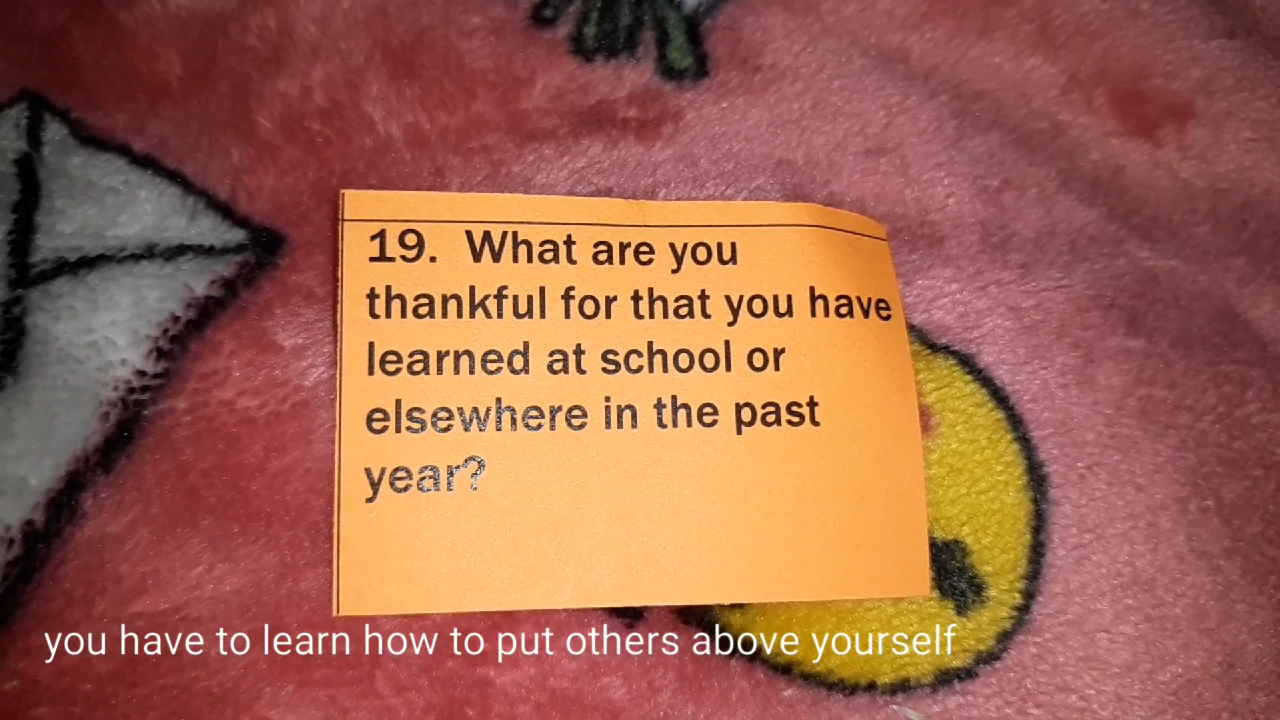 19. What are you
thankful for that you have
learned at school or
elsewhere in the past
year?
you have to learn how to put others above yourself